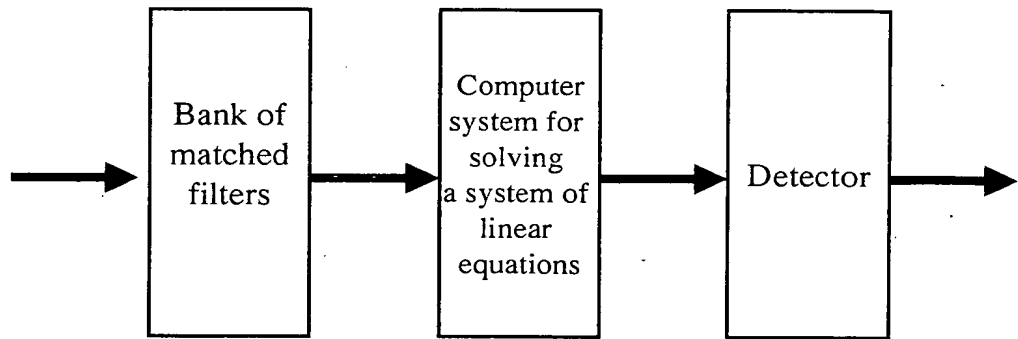 Bank of
matched
filters
Computer
system for
solving
a system of
linear
equations
Detector